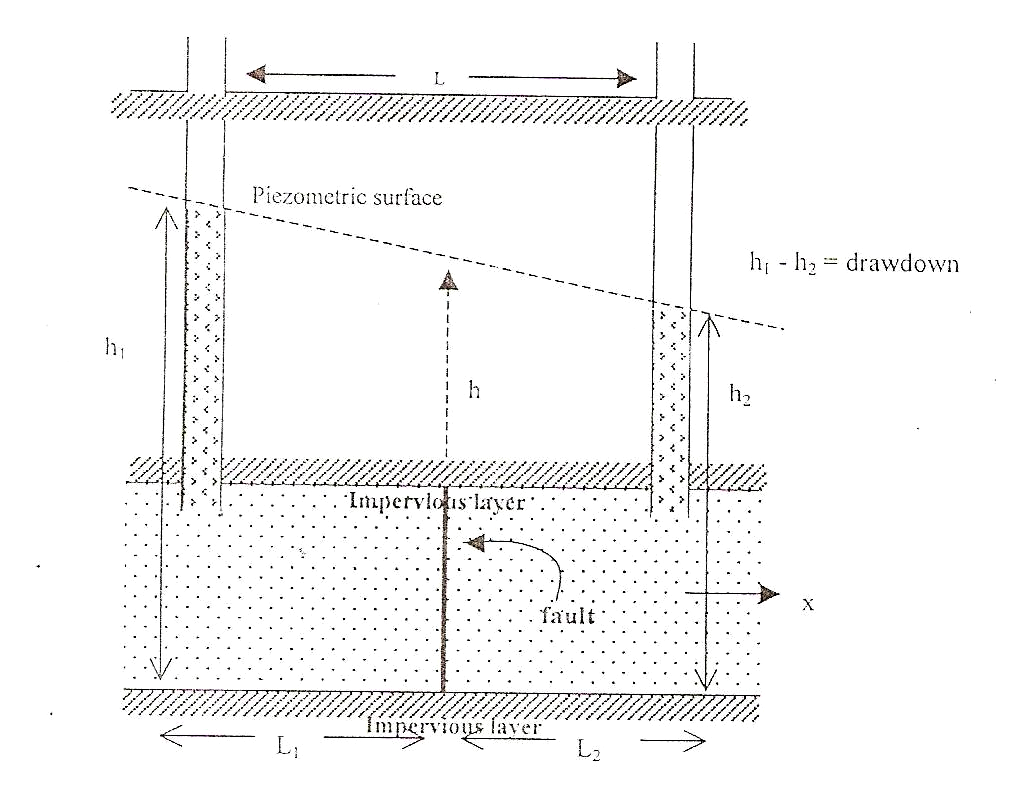 L
Piezometric surface
h₁ - h₂ = drawdown
h₁
h
h₂
Impervious layer
fault
x
Impervious layer
L₁
L₂